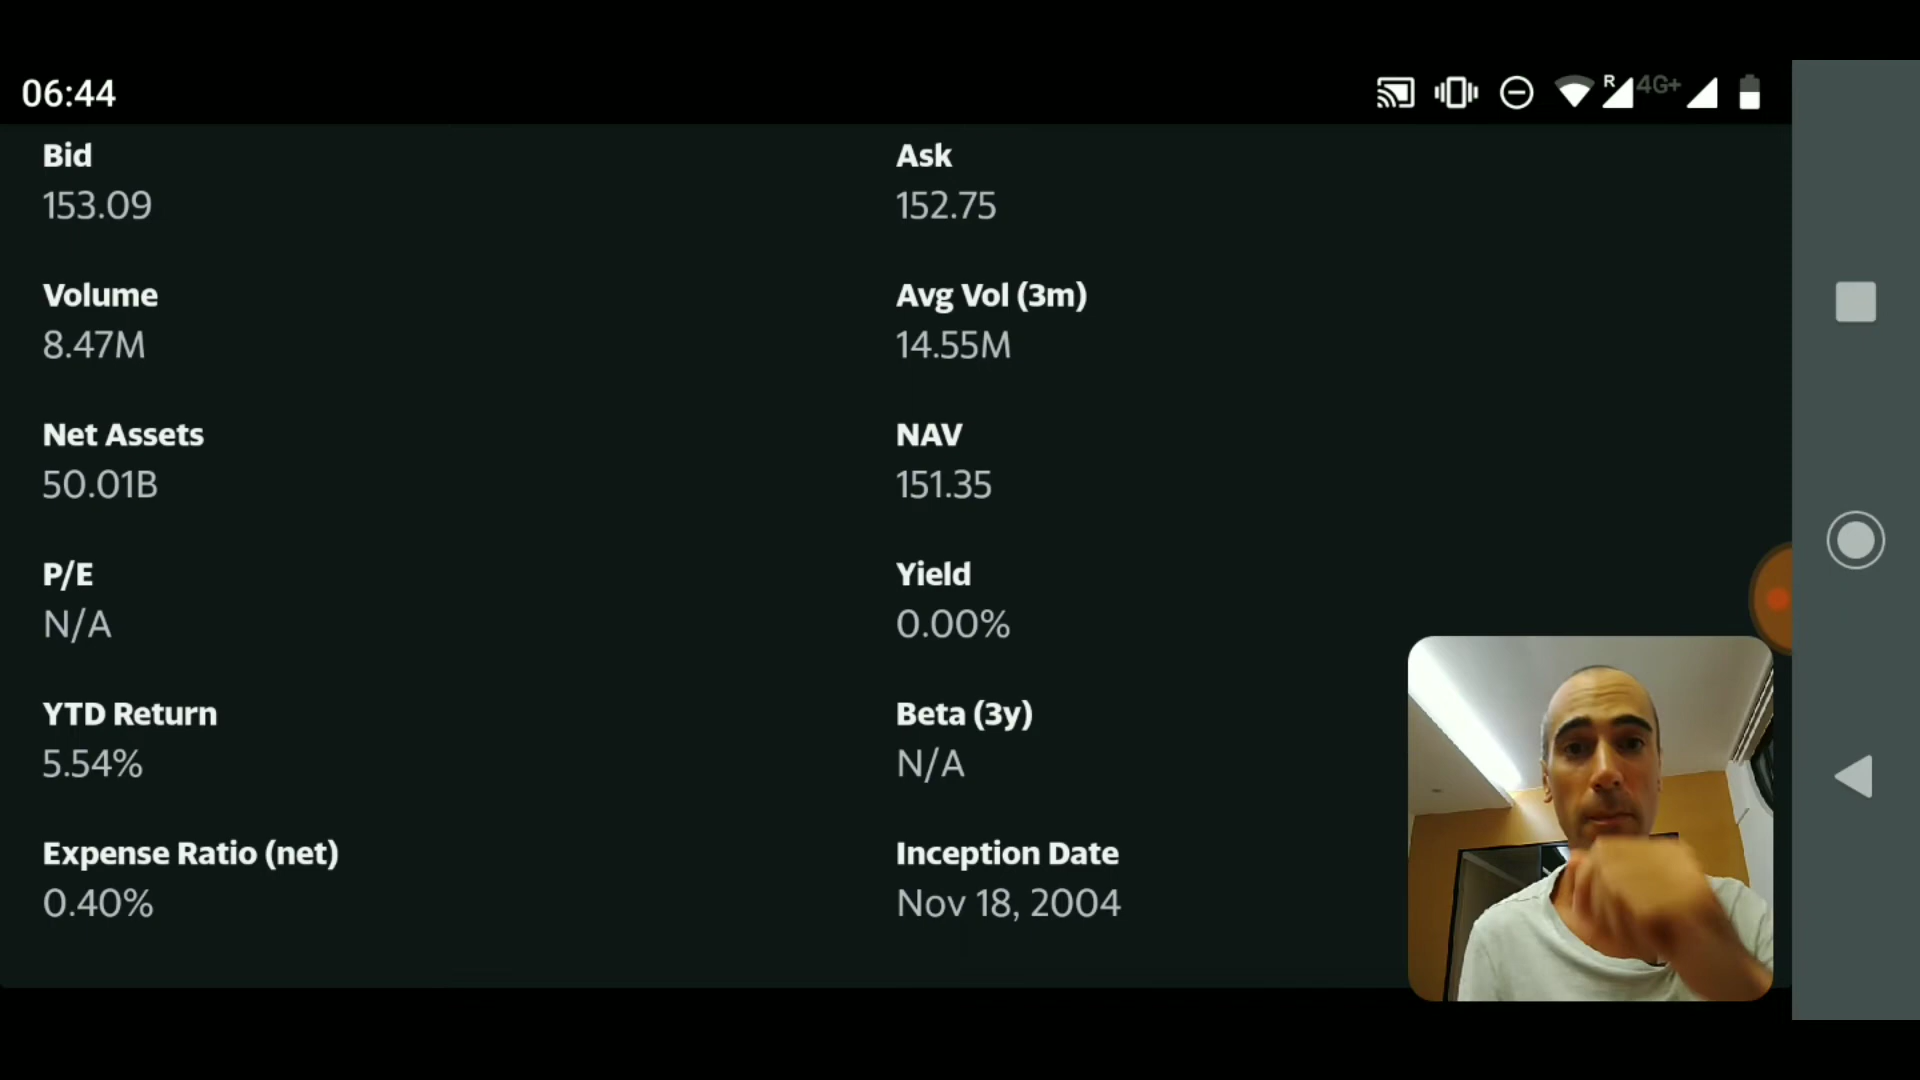 06:44
R 4G+
Bid
153.09
Ask
152.75
Volume
8.47M
Avg Vol (3m)
14.55M
Net Assets
50.01B
NAV
151.35
P/E
N/A
Yield
0.00%
YTD Return
5.54%
Beta (3y)
N/A
Expense Ratio (net)
0.40%
Inception Date
Nov 18, 2004